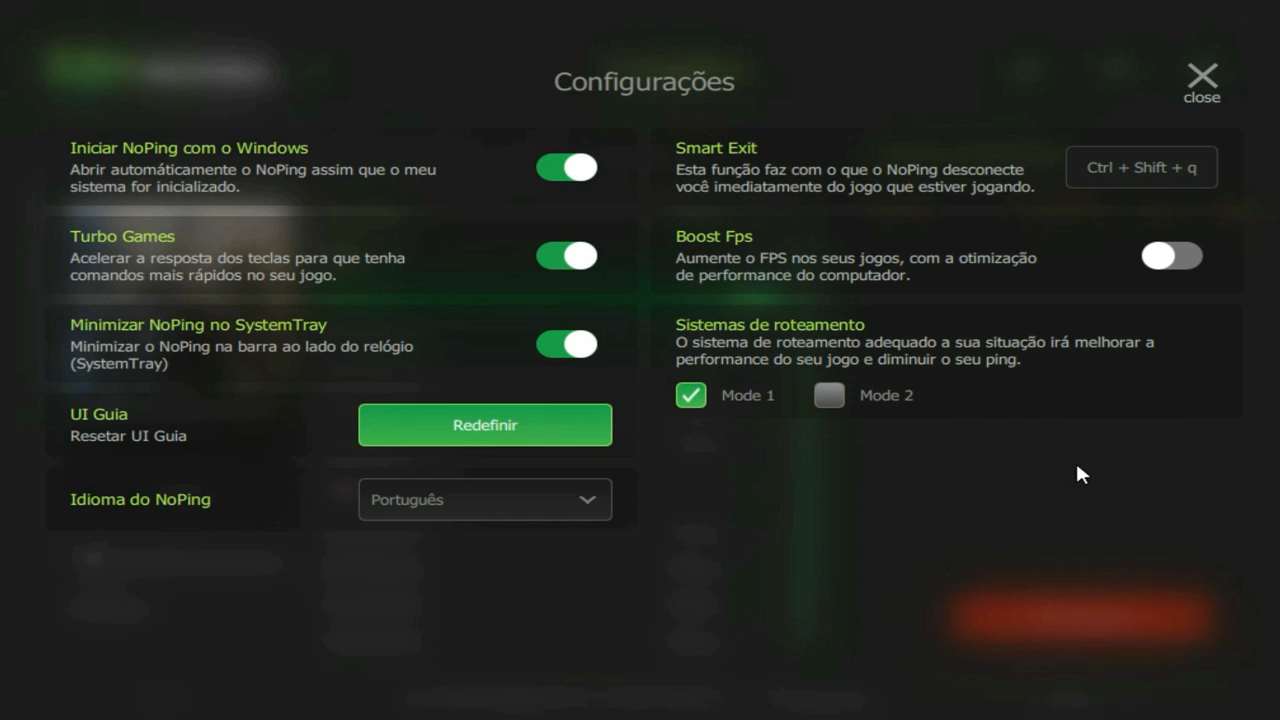 Configurações
close
Iniciar NoPing com o Windows
Abrir automáticamente o NoPing assim que o meu
sistema for inicializado.
Turbo Games
Acelerar a resposta dos teclas para que tenha
comandos mais rápidos no seu jogo.
Minimizar NoPing no SystemTray
Minimizar o NoPing na barra ao lado do relógio
(SystemTray)
UI Guia
Resetar UI Guia
Redefinir
Idioma do NoPing
Português
Smart Exit
Esta função faz com o que o NoPing desconecte
você imediatamente do jogo que estiver jogando.
Ctrl + Shift + q
Boost Fps
Aumente o FPS nos seus jogos, com a otimização
de performance do computador.
Sistemas de roteamento
O sistema de roteamento adequado a sua situação irá melhorar a
performance do seu jogo e diminuir o seu ping.
Mode 1
Mode 2